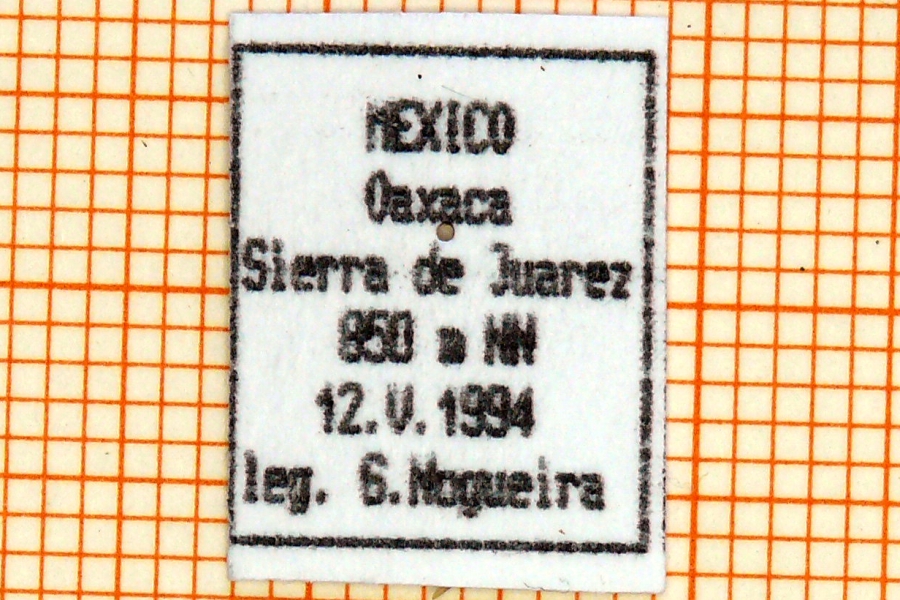 MEXICO
Oaxaca
Sierra de Juarez
850 m NN
12.V.1994
leg. G.Nogueira